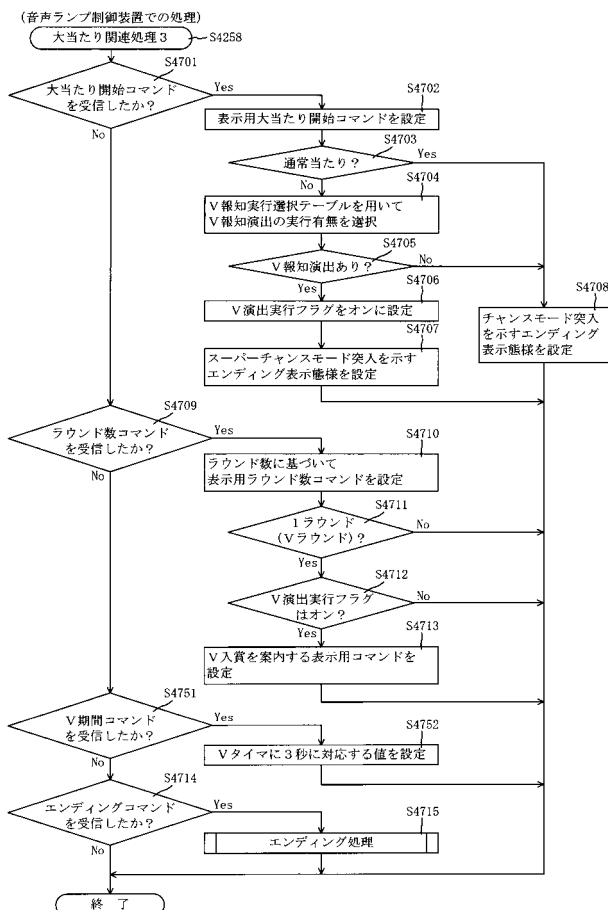 (音声ランプ制御装置での処理)
大当たり関連処理3
S4258
S4701
大当たり開始コマンド
を受信したか?
Yes
No
S4702
表示用大当たり開始コマンドを設定
S4703
通常当たり?
Yes
No
S4704
V報知実行選択テーブルを用いて
V報知演出の実行有無を選択
S4705
V報知演出あり?
No
Yes
S4706
V演出実行フラグをオンに設定
S4707
スーパーチャンスモード突入を示す
エンディング表示態様を設定
S4708
チャンスモード突入
を示すエンディング
表示態様を設定
S4709
ラウンド数コマンド
を受信したか?
Yes
No
S4710
ラウンド数に基づいて
表示用ラウンド数コマンドを設定
S4711
1ラウンド
(Vラウンド)?
No
Yes
S4712
V演出実行フラグ
はオン?
No
Yes
S4713
V入賞を案内する表示用コマンドを
設定
S4751
V期間コマンド
を受信したか?
Yes
No
S4752
Vタイマに3秒に対応する値を設定
S4714
エンディングコマンド
を受信したか?
Yes
No
S4715
エンディング処理
終 了